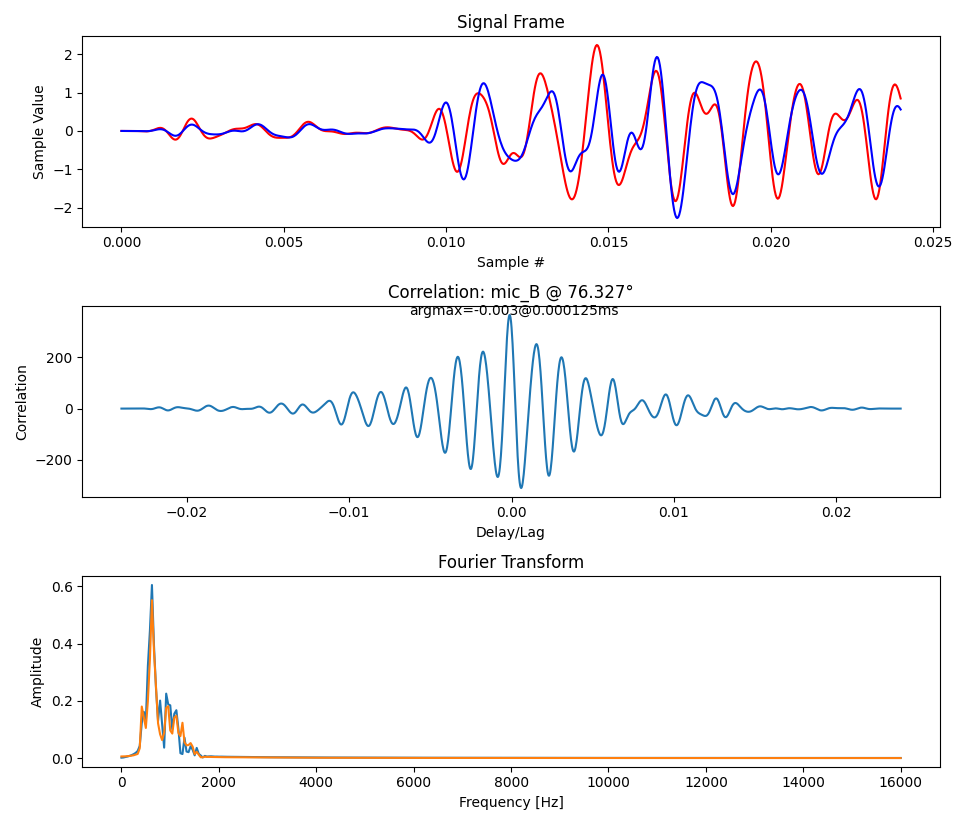 Signal Frame
2
1
0
−1
−2
Sample Value
0.000 0.005 0.010 0.015 0.020 0.025
Sample #
Correlation: mic_B @ 76.327°
argmax=-0.003@0.000125ms
200
0
−200
Correlation
−0.02 −0.01 0.00 0.01 0.02
Delay/Lag
Fourier Transform
0.6
0.4
0.2
0.0
Amplitude
0 2000 4000 6000 8000 10000 12000 14000 16000
Frequency [Hz]